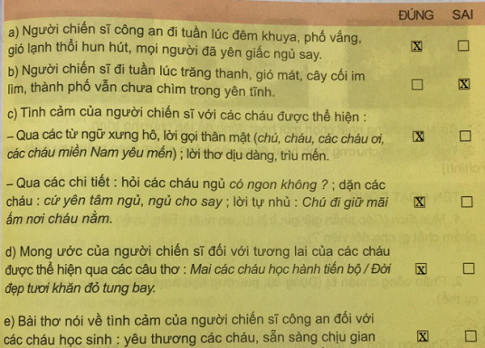 ĐÚNG SAI
a) Người chiến sĩ công an đi tuần lúc đêm khuya, phố vắng,
gió lạnh thổi hun hút, mọi người đã yên giấc ngủ say. X
b) Người chiến sĩ đi tuần lúc trăng thanh, gió mát, cây cối im
lìm, thành phố vẫn chưa chìm trong yên tĩnh. X
c) Tình cảm của người chiến sĩ với các cháu được thể hiện :
– Qua các từ ngữ xưng hô, lời gọi thân mật (chú, cháu, các cháu ơi, X
các cháu miền Nam yêu mến) ; lời thơ dịu dàng, trìu mến.
– Qua các chi tiết : hỏi các cháu ngủ có ngon không ? ; dặn các
cháu : cứ yên tâm ngủ, ngủ cho say ; lời tự nhủ : Chú đi giữ mãi X
ấm nơi cháu nằm.
d) Mong ước của người chiến sĩ đối với tương lai của các cháu
được thể hiện qua các câu thơ : Mai các cháu học hành tiến bộ / Đời X
đẹp tươi khăn đỏ tung bay.
e) Bài thơ nói về tình cảm của người chiến sĩ công an đối với
các cháu học sinh : yêu thương các cháu, sẵn sàng chịu gian X